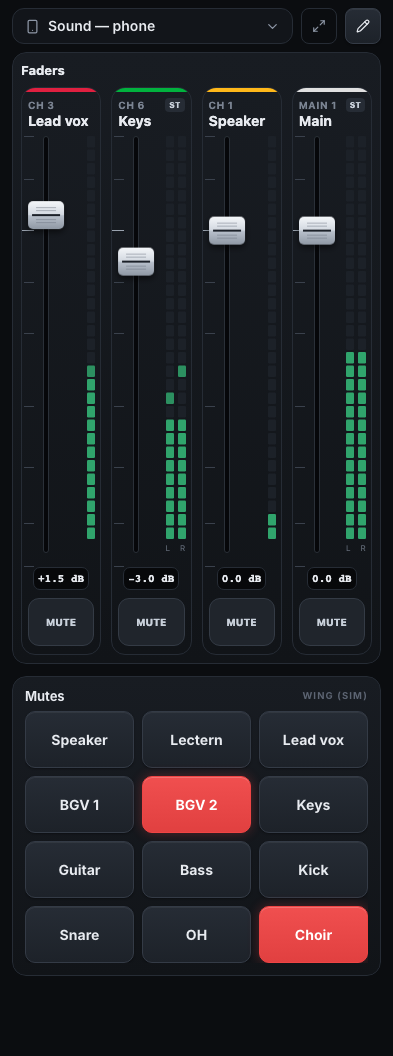 Sound — phone
Faders
CH 3
Lead vox
CH 6 ST
Keys
CH 1
Speaker
MAIN 1 ST
Main
L R
L R
+1.5 dB
-3.0 dB
0.0 dB
0.0 dB
MUTE
MUTE
MUTE
MUTE
Mutes WING (SIM)
Speaker
Lectern
Lead vox
BGV 1
BGV 2
Keys
Guitar
Bass
Kick
Snare
OH
Choir